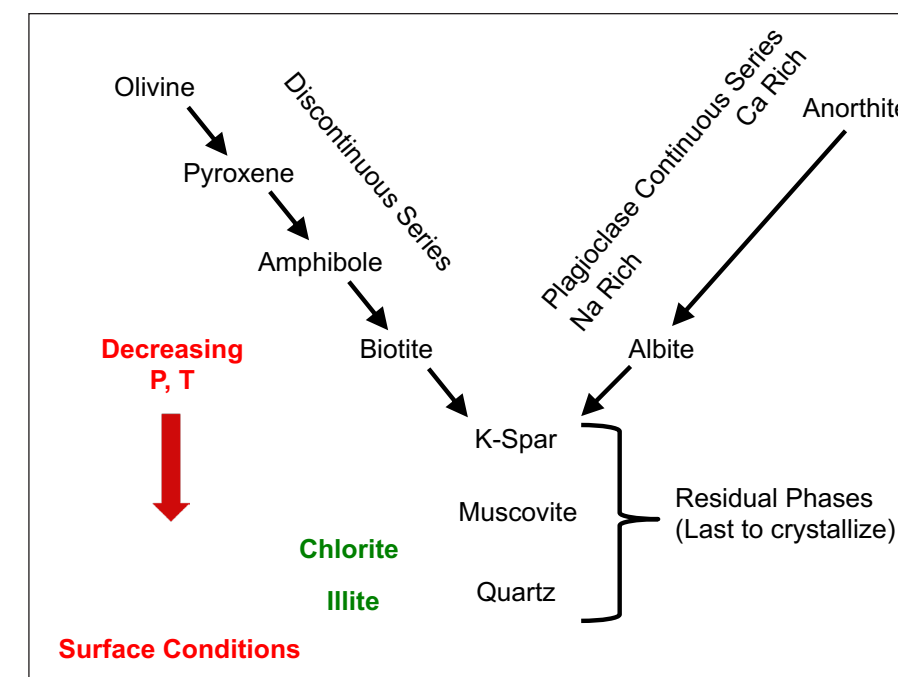 Olivine
Discontinuous Series
Plagioclase Continuous Series
Ca Rich
Na Rich
Anorthite
Pyroxene
Amphibole
Biotite
Albite
Decreasing
P, T
K-Spar
Muscovite
Residual Phases
(Last to crystallize)
Chlorite
Illite
Quartz
Surface Conditions